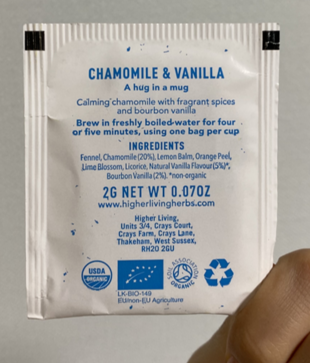 CHAMOMILE & VANILLA
A hug in a mug
Calming chamomile with fragrant spices
and bourbon vanilla
Brew in freshly boiled water for four
or five minutes, using one bag per cup
INGREDIENTS
Fennel, Chamomile (20%), Lemon Balm, Orange Peel,
Lime Blossom, Licorice, Natural Vanilla Flavour (5%)*,
Bourbon Vanilla (2%). *non-organic
2G NET WT 0.07OZ
www.higherlivingherbs.com
Higher Living,
Units 3/4, Crays Court,
Crays Farm, Crays Lane,
Thakeham, West Sussex,
RH20 2GU
USDA
ORGANIC
SOIL ASSOCIATION
ORGANIC
LK-BIO-149
EU/non-EU Agriculture